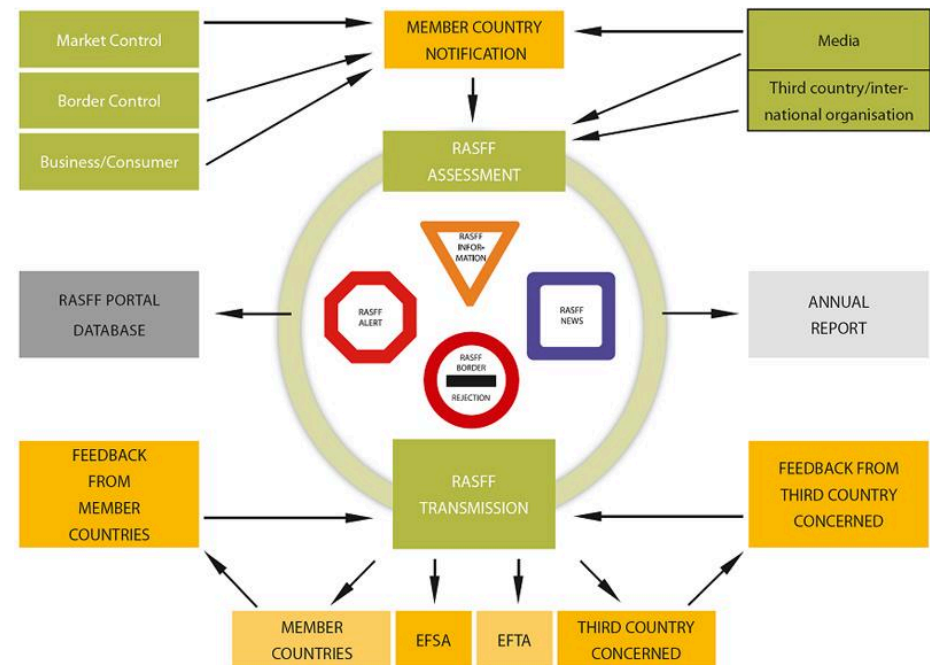 Market Control
MEMBER COUNTRY
NOTIFICATION
Media
Border Control
Third country/inter-
national organisation
Business/Consumer
RASFF
ASSESSMENT
RASFF
INFOR-
MATION
RASFF PORTAL
DATABASE
RASFF
ALERT
RASFF
NEWS
ANNUAL
REPORT
RASFF
BORDER
REJECTION
FEEDBACK
FROM
MEMBER
COUNTRIES
RASFF
TRANSMISSION
FEEDBACK FROM
THIRD COUNTRY
CONCERNED
MEMBER
COUNTRIES
EFSA
EFTA
THIRD COUNTRY
CONCERNED